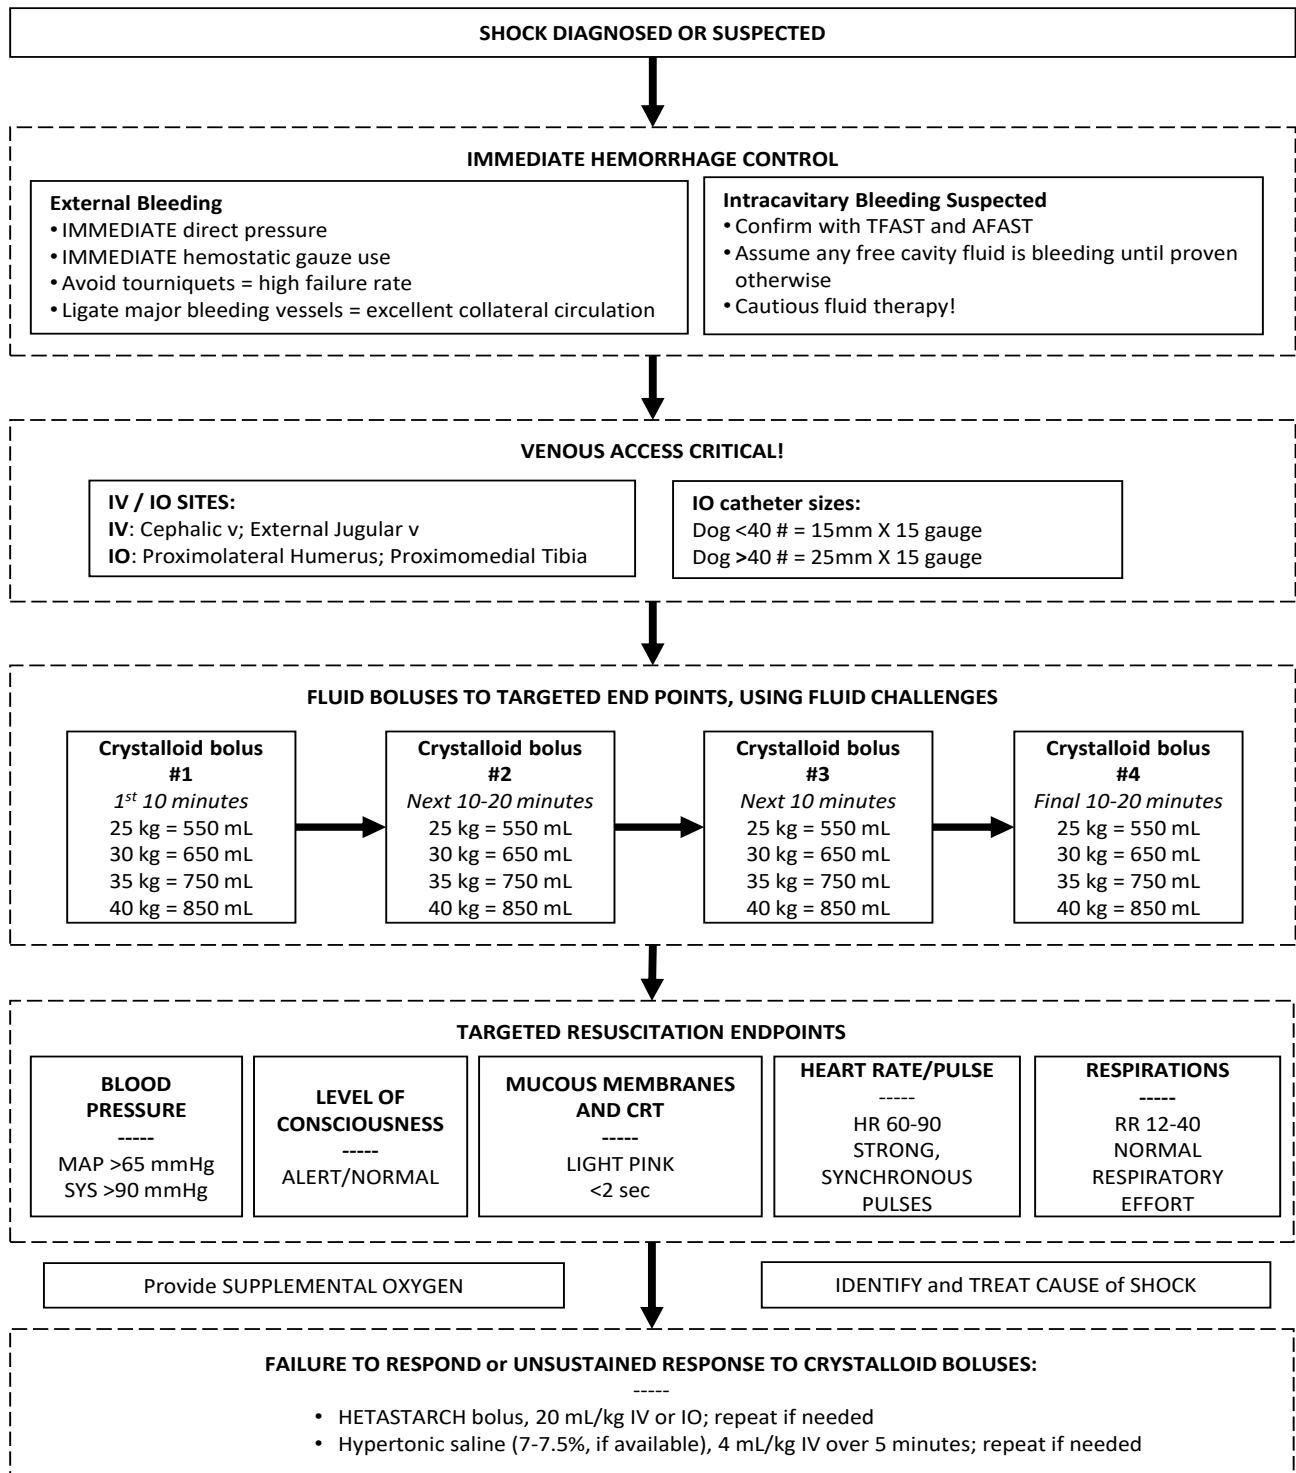 SHOCK DIAGNOSED OR SUSPECTED
IMMEDIATE HEMORRHAGE CONTROL
External Bleeding
• IMMEDIATE direct pressure
• IMMEDIATE hemostatic gauze use
• Avoid tourniquets = high failure rate
• Ligate major bleeding vessels = excellent collateral circulation
Intracavitary Bleeding Suspected
• Confirm with TFAST and AFAST
• Assume any free cavity fluid is bleeding until proven
otherwise
• Cautious fluid therapy!
VENOUS ACCESS CRITICAL!
IV / IO SITES:
IV: Cephalic v; External Jugular v
IO: Proximolateral Humerus; Proximomedial Tibia
IO catheter sizes:
Dog <40 # = 15mm X 15 gauge
Dog >40 # = 25mm X 15 gauge
FLUID BOLUSES TO TARGETED END POINTS, USING FLUID CHALLENGES
Crystalloid bolus
#1
1st 10 minutes
25 kg = 550 mL
30 kg = 650 mL
35 kg = 750 mL
40 kg = 850 mL
Crystalloid bolus
#2
Next 10-20 minutes
25 kg = 550 mL
30 kg = 650 mL
35 kg = 750 mL
40 kg = 850 mL
Crystalloid bolus
#3
Next 10 minutes
25 kg = 550 mL
30 kg = 650 mL
35 kg = 750 mL
40 kg = 850 mL
Crystalloid bolus
#4
Final 10-20 minutes
25 kg = 550 mL
30 kg = 650 mL
35 kg = 750 mL
40 kg = 850 mL
TARGETED RESUSCITATION ENDPOINTS
BLOOD
PRESSURE
-----
MAP >65 mmHg
SYS >90 mmHg
LEVEL OF
CONSCIOUSNESS
-----
ALERT/NORMAL
MUCOUS MEMBRANES
AND CRT
-----
LIGHT PINK
<2 sec
HEART RATE/PULSE
-----
HR 60-90
STRONG,
SYNCHRONOUS
PULSES
RESPIRATIONS
-----
RR 12-40
NORMAL
RESPIRATORY
EFFORT
Provide SUPPLEMENTAL OXYGEN
IDENTIFY and TREAT CAUSE of SHOCK
FAILURE TO RESPOND or UNSUSTAINED RESPONSE TO CRYSTALLOID BOLUSES:
-----
• HETASTARCH bolus, 20 mL/kg IV or IO; repeat if needed
• Hypertonic saline (7-7.5%, if available), 4 mL/kg IV over 5 minutes; repeat if needed